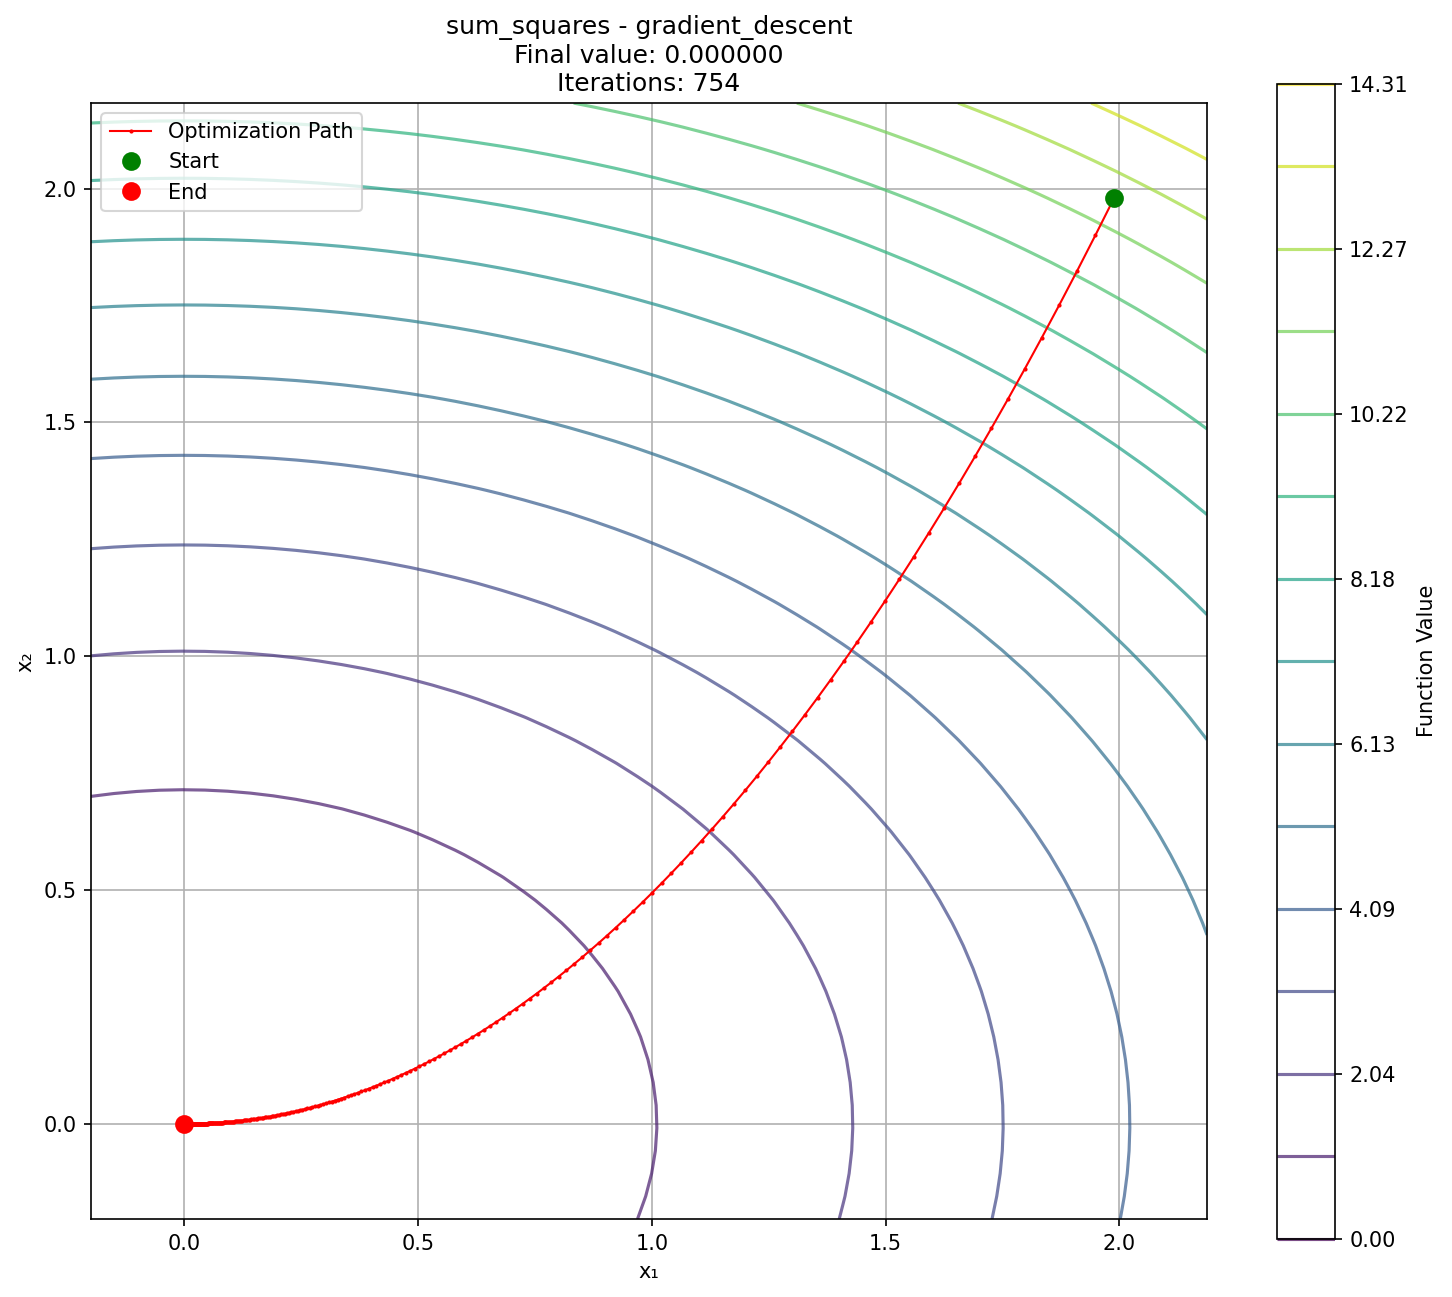 sum_squares - gradient_descent
Final value: 0.000000
Iterations: 754
Optimization Path
Start
End
2.0
1.5
1.0
0.5
0.0
x₂
0.0
0.5
1.0
1.5
2.0
x₁
14.31
12.27
10.22
8.18
6.13
4.09
2.04
0.00
Function Value